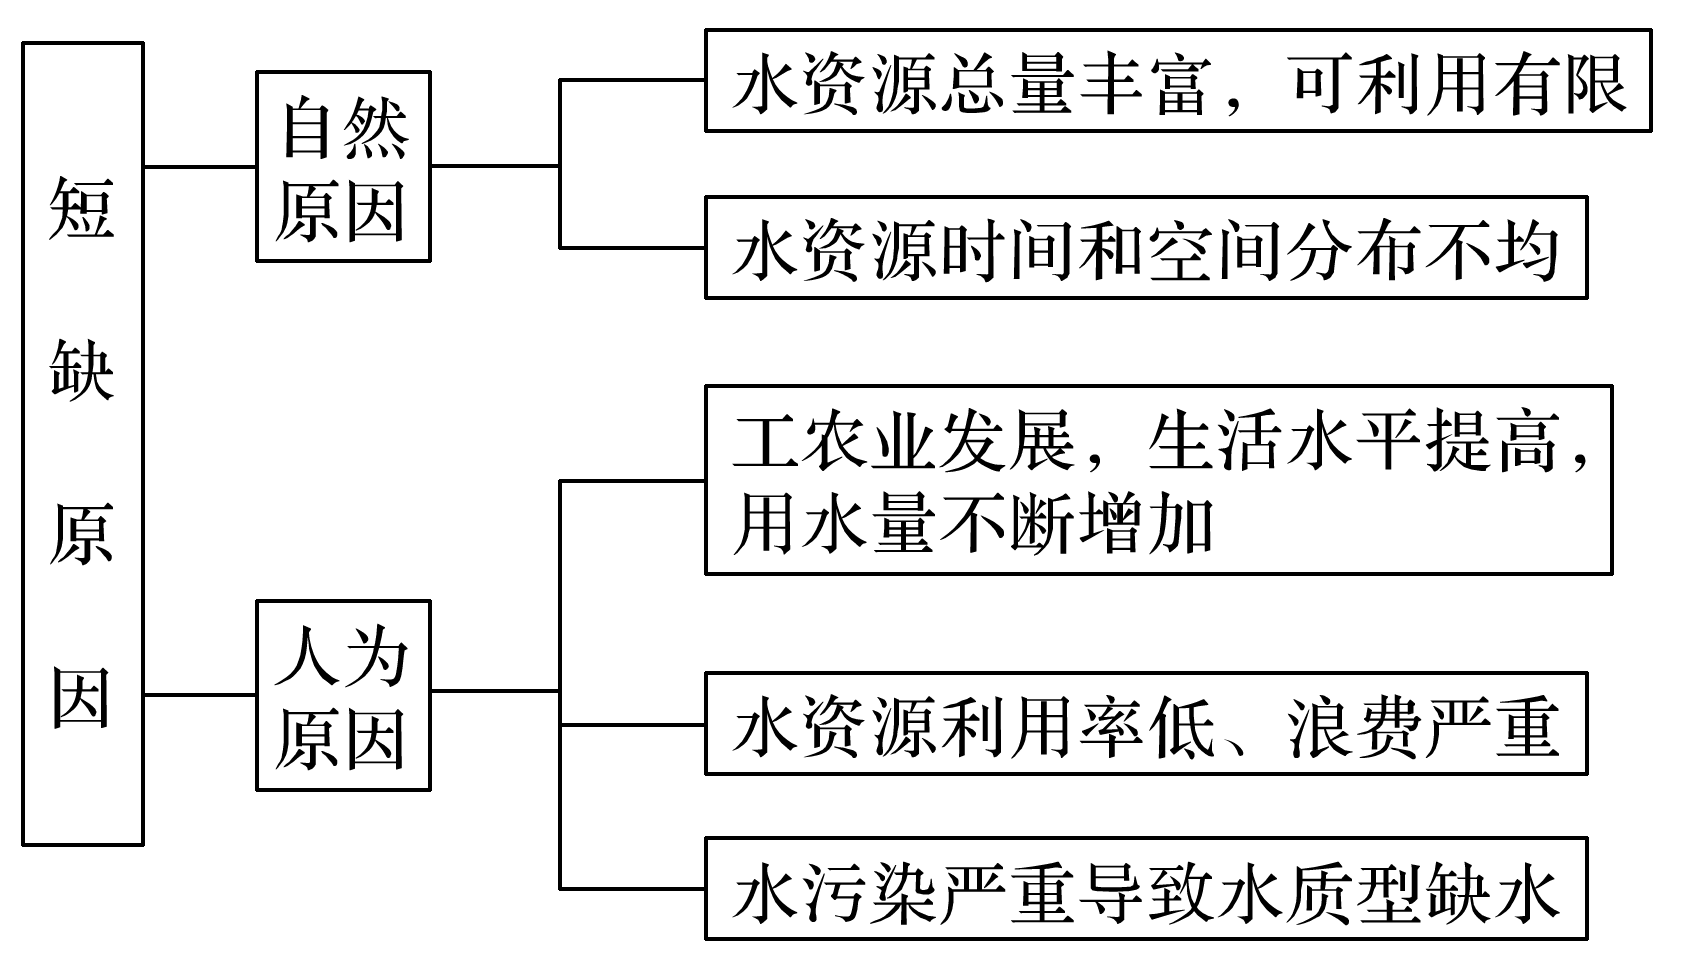 短缺原因
自然
原因
水资源总量丰富，可利用有限
水资源时间和空间分布不均
人为
原因
工农业发展，生活水平提高，
用水量不断增加
水资源利用率低、浪费严重
水污染严重导致水质型缺水